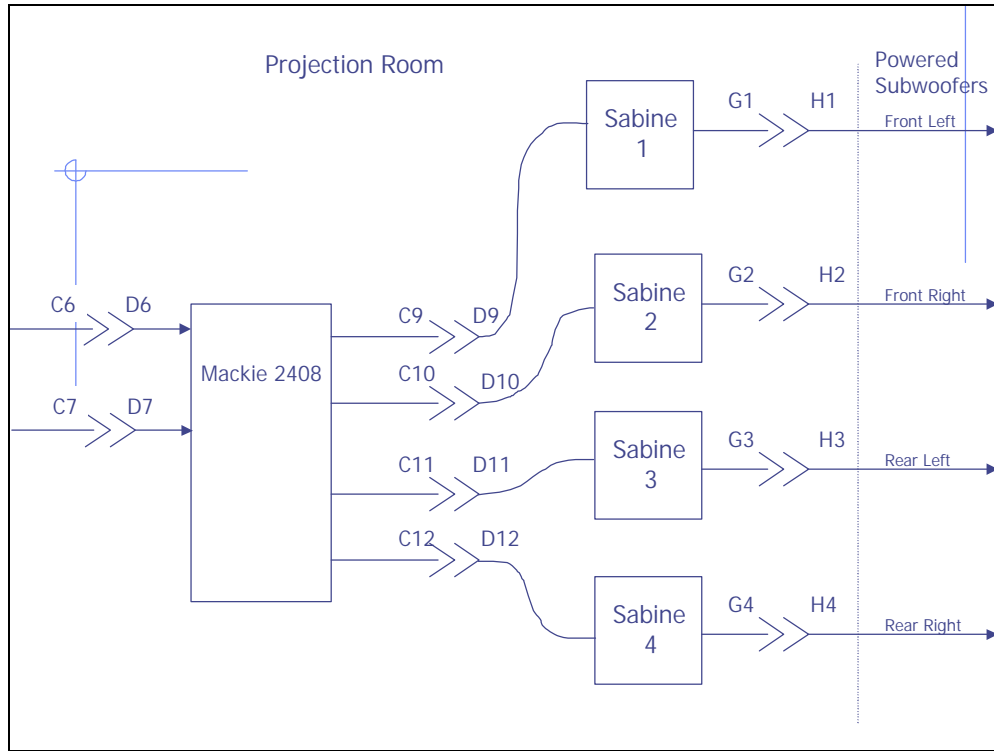 Projection Room
Powered
Subwoofers
Sabine
1
G1
H1
Front Left
C6
D6
C7
D7
Mackie 2408
C9
D9
C10
D10
Sabine
2
G2
H2
Front Right
C11
D11
Sabine
3
G3
H3
Rear Left
C12
D12
Sabine
4
G4
H4
Rear Right